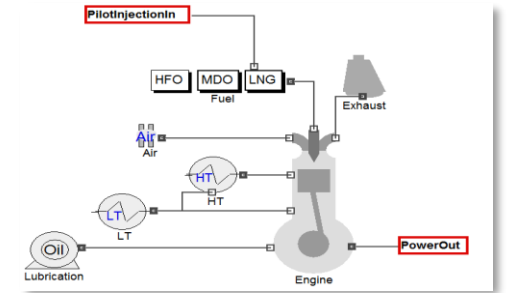 PilotInjectionIn
HFO MDO LNG
Fuel
Exhaust
Air
Air
HT
HT
LT
LT
PowerOut
Oil
Lubrication
Engine